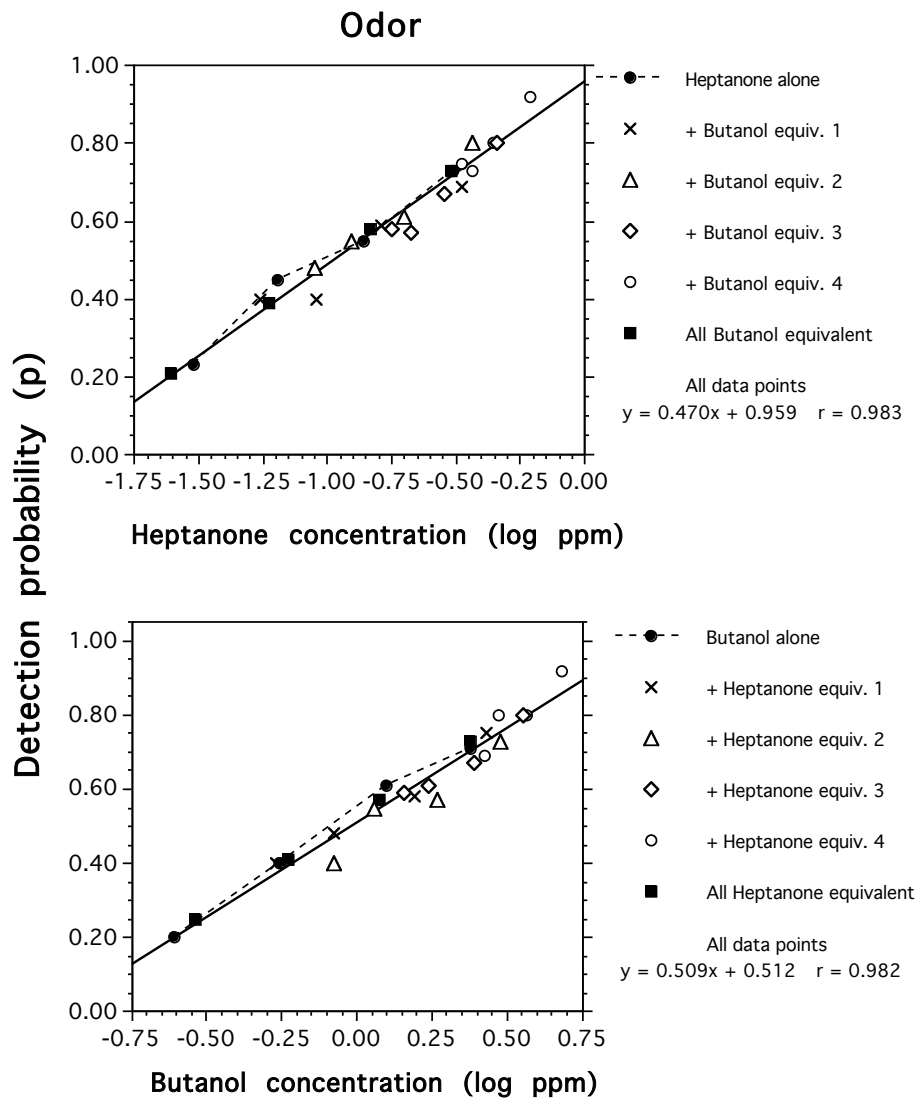 Odor
Detection probability (p)
1.00
0.80
0.60
0.40
0.20
0.00
-1.75 -1.50 -1.25 -1.00 -0.75 -0.50 -0.25 0.00
Heptanone concentration (log ppm)
Heptanone alone
+ Butanol equiv. 1
+ Butanol equiv. 2
+ Butanol equiv. 3
+ Butanol equiv. 4
All Butanol equivalent
All data points
y = 0.470x + 0.959 r = 0.983
1.00
0.80
0.60
0.40
0.20
0.00
-0.75 -0.50 -0.25 0.00 0.25 0.50 0.75
Butanol concentration (log ppm)
Butanol alone
+ Heptanone equiv. 1
+ Heptanone equiv. 2
+ Heptanone equiv. 3
+ Heptanone equiv. 4
All Heptanone equivalent
All data points
y = 0.509x + 0.512 r = 0.982